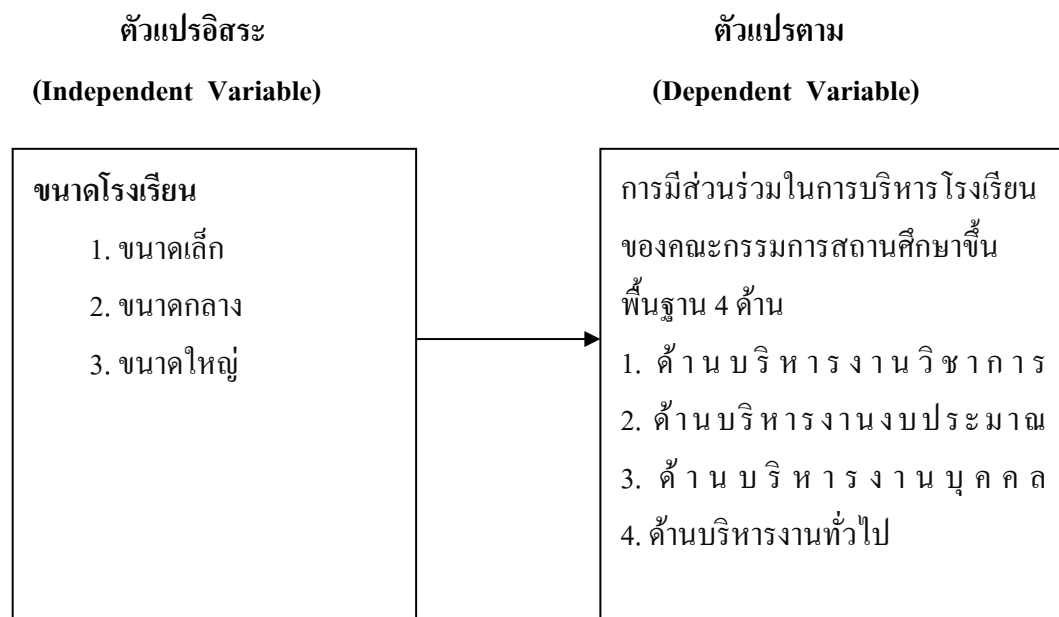 ตัวแปรอิสระ
(Independent Variable)
ขนาดโรงเรียน
1. ขนาดเล็ก
2. ขนาดกลาง
3. ขนาดใหญ่
ตัวแปรตาม
(Dependent Variable)
การมีส่วนร่วมในการบริหารโรงเรียน
ของคณะกรรมการสถานศึกษาขึ้น
พื้นฐาน 4 ด้าน
1. ด้านบริหารงานวิชาการ
2. ด้านบริหารงานงบประมาณ
3. ด้านบริหารงานบุคคล
4. ด้านบริหารงานทั่วไป